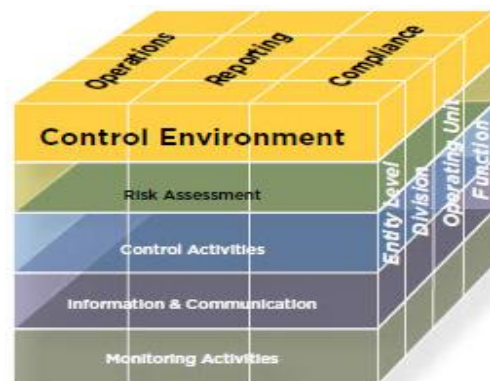 Operations
Reporting
Compliance
Control Environment
Risk Assessment
Control Activities
Information & Communication
Monitoring Activities
Entity Level
Division
Operating Unit
Function